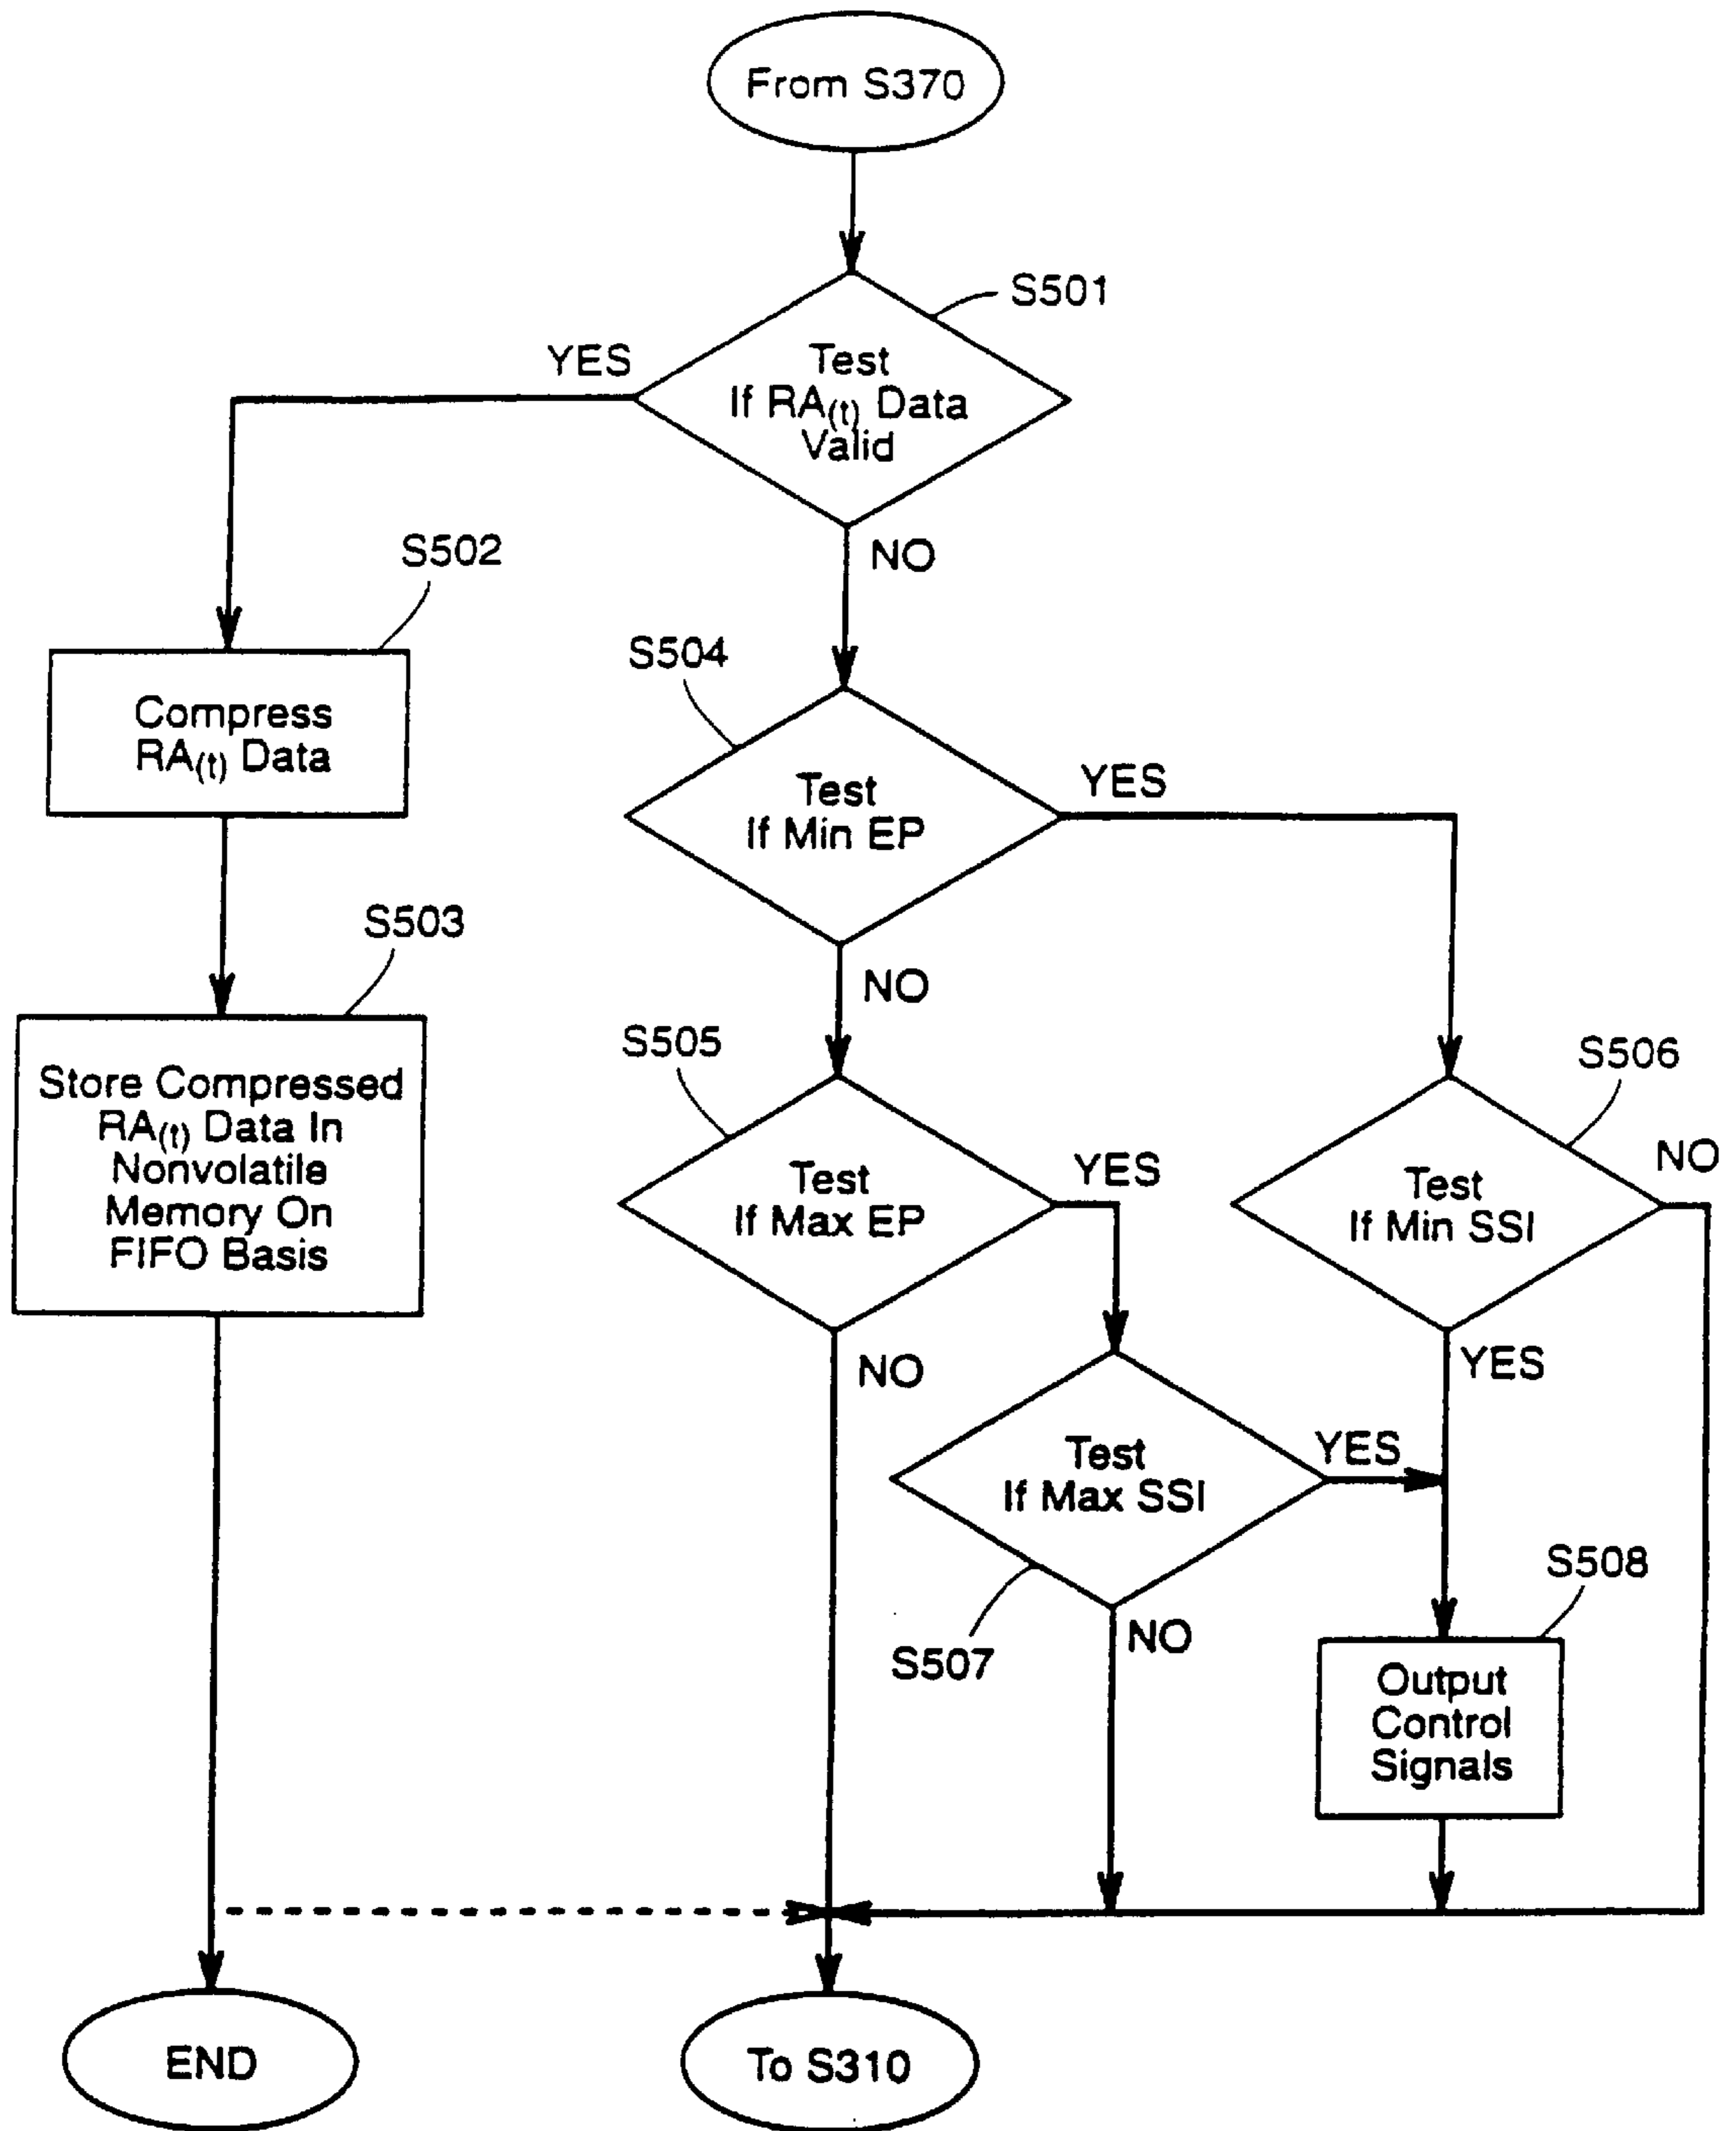 From S370
S501
YES
Test
If RA(t) Data
Valid
NO
S502
Compress
RA(t) Data
S504
Test
If Min EP
YES
NO
S503
Store Compressed
RA(t) Data In
Nonvolatile
Memory On
FIFO Basis
S505
Test
If Max EP
YES
NO
S506
Test
If Min SSI
NO
YES
Test
If Max SSI
YES
S507
NO
S508
Output
Control
Signals
END
To S310